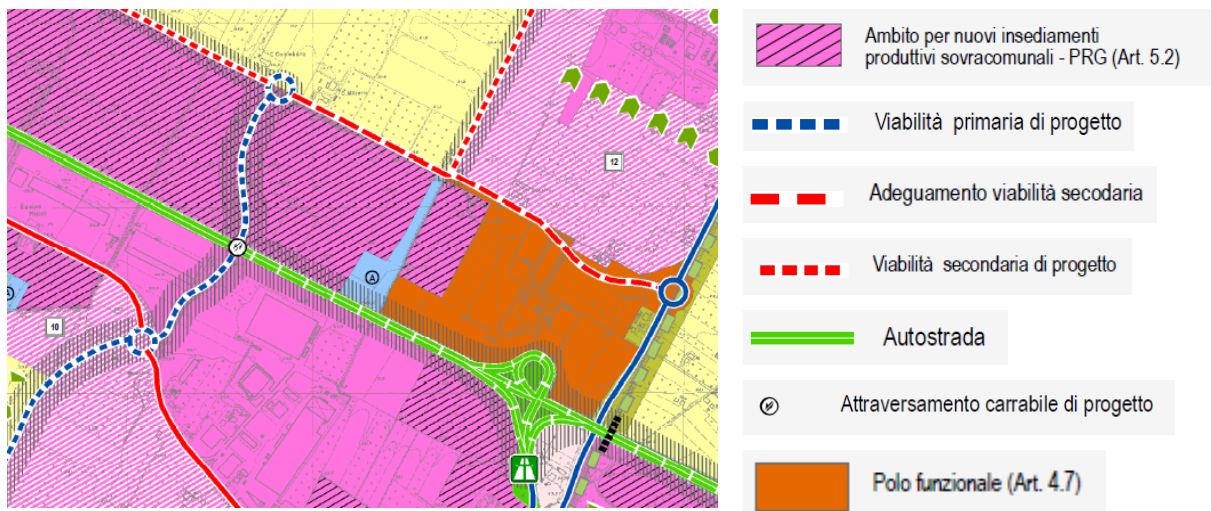 Ambito per nuovi insediamenti
produttivi sovracomunali - PRG (Art. 5.2)
Viabilità primaria di progetto
Adeguamento viabilità secodaria
Viabilità secondaria di progetto
Autostrada
Attraversamento carrabile di progetto
Polo funzionale (Art. 4.7)
12
A
10